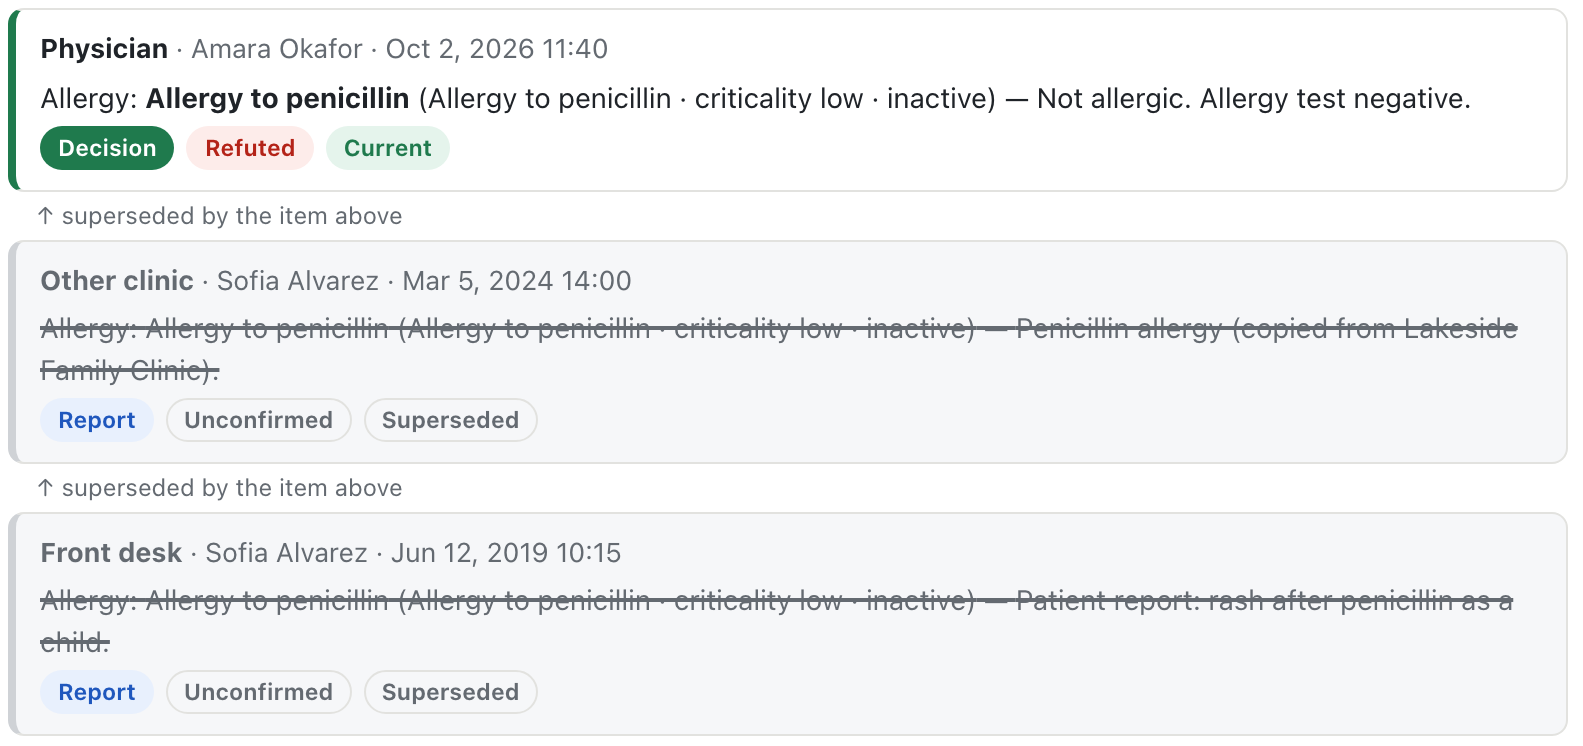 Physician · Amara Okafor · Oct 2, 2026 11:40
Allergy: Allergy to penicillin (Allergy to penicillin · criticality low · inactive) — Not allergic. Allergy test negative.
Decision Refuted Current
↑ superseded by the item above
Other clinic · Sofia Alvarez · Mar 5, 2024 14:00
Allergy: Allergy to penicillin (Allergy to penicillin · criticality low · inactive) — Penicillin allergy (copied from Lakeside
Family Clinic).
Report Unconfirmed Superseded
↑ superseded by the item above
Front desk · Sofia Alvarez · Jun 12, 2019 10:15
Allergy: Allergy to penicillin (Allergy to penicillin · criticality low · inactive) — Patient report: rash after penicillin as a
child.
Report Unconfirmed Superseded